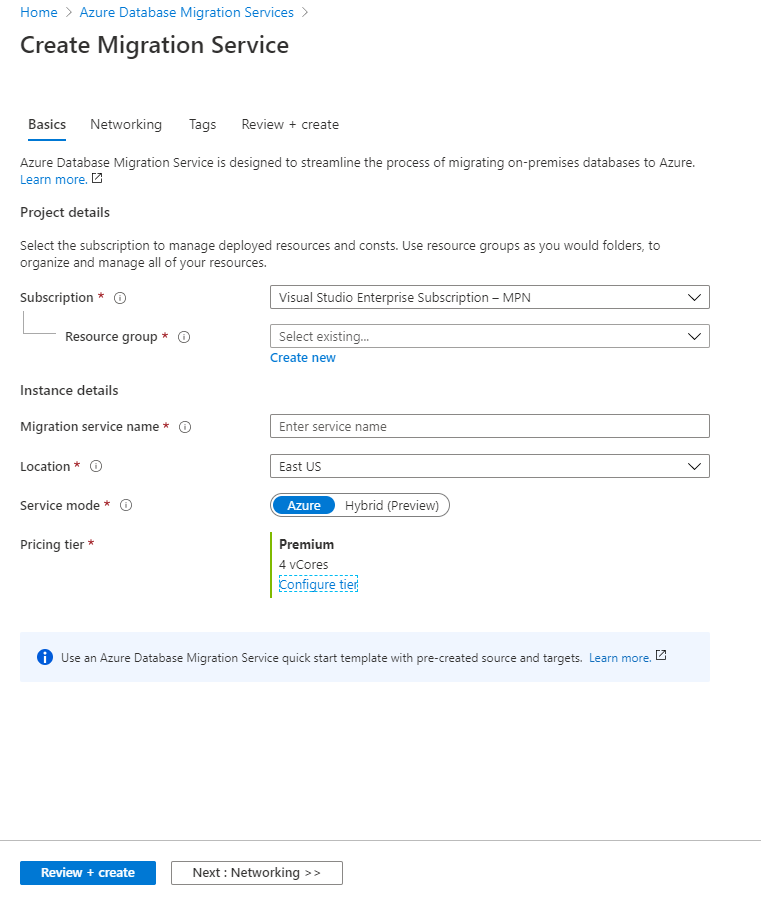 Home > Azure Database Migration Services >
Create Migration Service
Basics Networking Tags Review + create
Azure Database Migration Service is designed to streamline the process of migrating on-premises databases to Azure.
Learn more.
Project details
Select the subscription to manage deployed resources and consts. Use resource groups as you would folders, to
organize and manage all of your resources.
Subscription * Visual Studio Enterprise Subscription – MPN
Resource group * Select existing...
Create new
Instance details
Migration service name * Enter service name
Location * East US
Service mode * Azure Hybrid (Preview)
Pricing tier * Premium
4 vCores
Configure tier
Use an Azure Database Migration Service quick start template with pre-created source and targets. Learn more.
Review + create Next : Networking >>